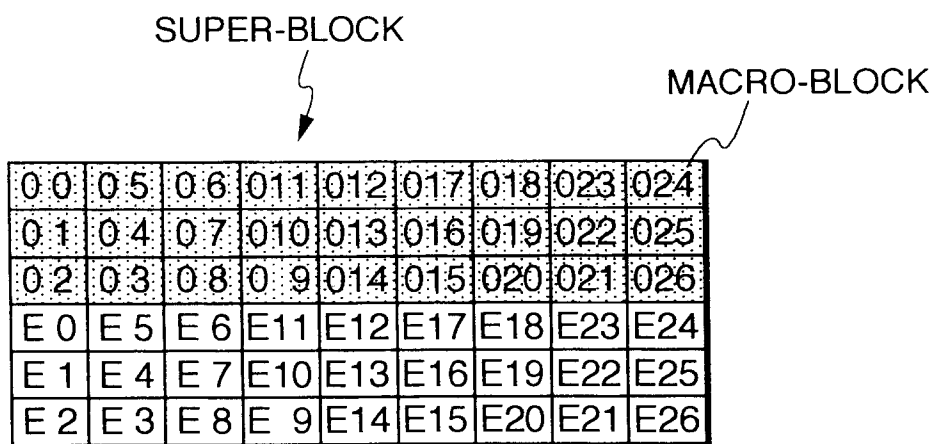 SUPER-BLOCK
MACRO-BLOCK
0 0 0 5 0 6 011 012 017 018 023 024
0 1 0 4 0 7 010 013 016 019 022 025
0 2 0 3 0 8 0 9 014 015 020 021 026
E 0 E 5 E 6 E11 E12 E17 E18 E23 E24
E 1 E 4 E 7 E10 E13 E16 E19 E22 E25
E 2 E 3 E 8 E 9 E14 E15 E20 E21 E26